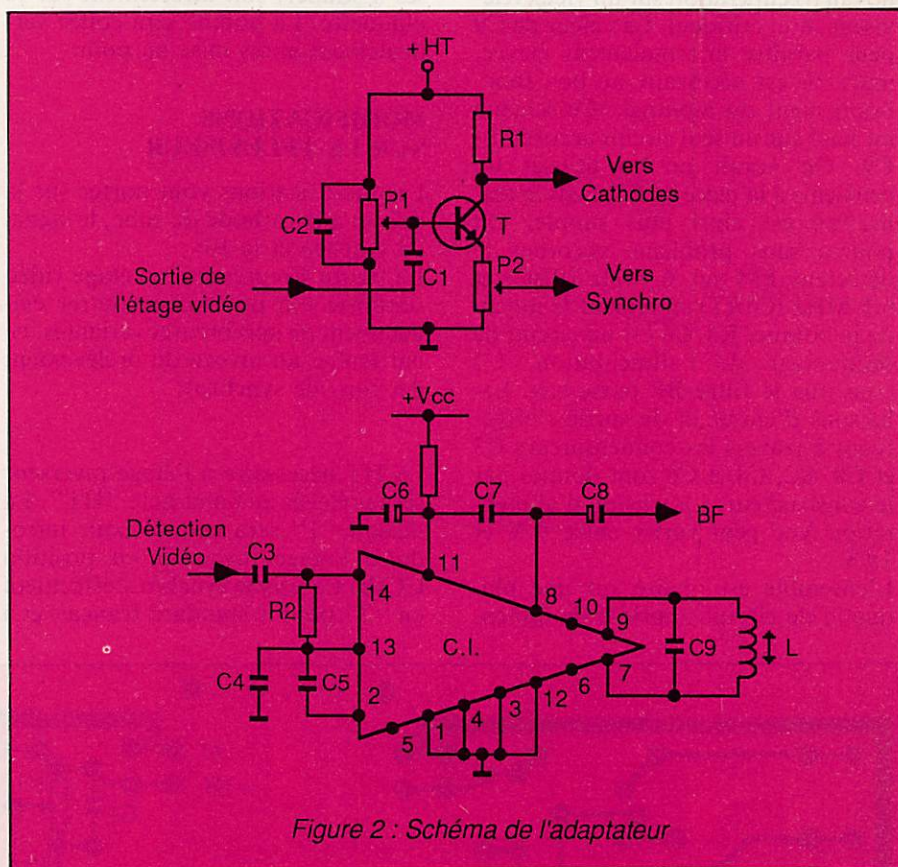 +HT
R1
Vers
Cathodes
P1
C2
T
C1
P2
Sortie de
l'étage vidéo
Vers
Synchro
+Vcc
C6
C7
C8
BF
Détection
Vidéo
C3
11
14
8
10
9
R2
13
C.I.
C9
L
7
C4
C5
2
6
12
3
4
1
5
Figure 2 : Schéma de l'adaptateur